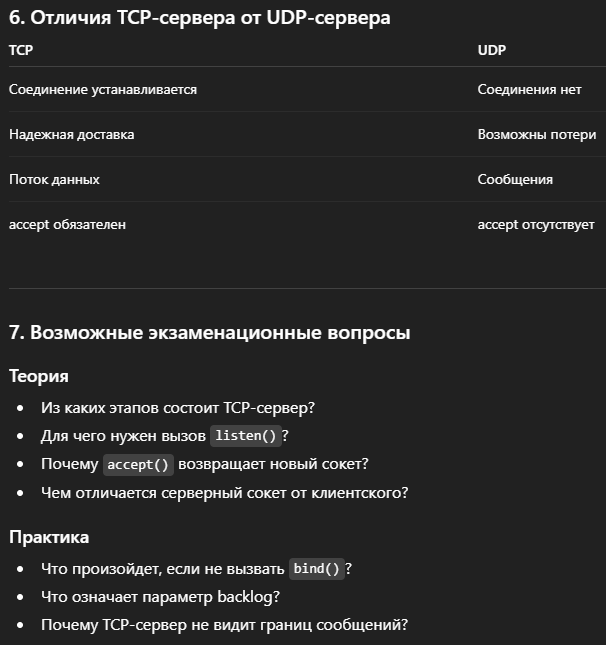 6. Отличия TCP-сервера от UDP-сервера
TCP UDP
Соединение устанавливается Соединения нет
Надежная доставка Возможны потери
Поток данных Сообщения
accept обязателен accept отсутствует
7. Возможные экзаменационные вопросы
Теория
• Из каких этапов состоит TCP-сервер?
• Для чего нужен вызов listen()?
• Почему accept() возвращает новый сокет?
• Чем отличается серверный сокет от клиентского?
Практика
• Что произойдет, если не вызвать bind()?
• Что означает параметр backlog?
• Почему TCP-сервер не видит границ сообщений?